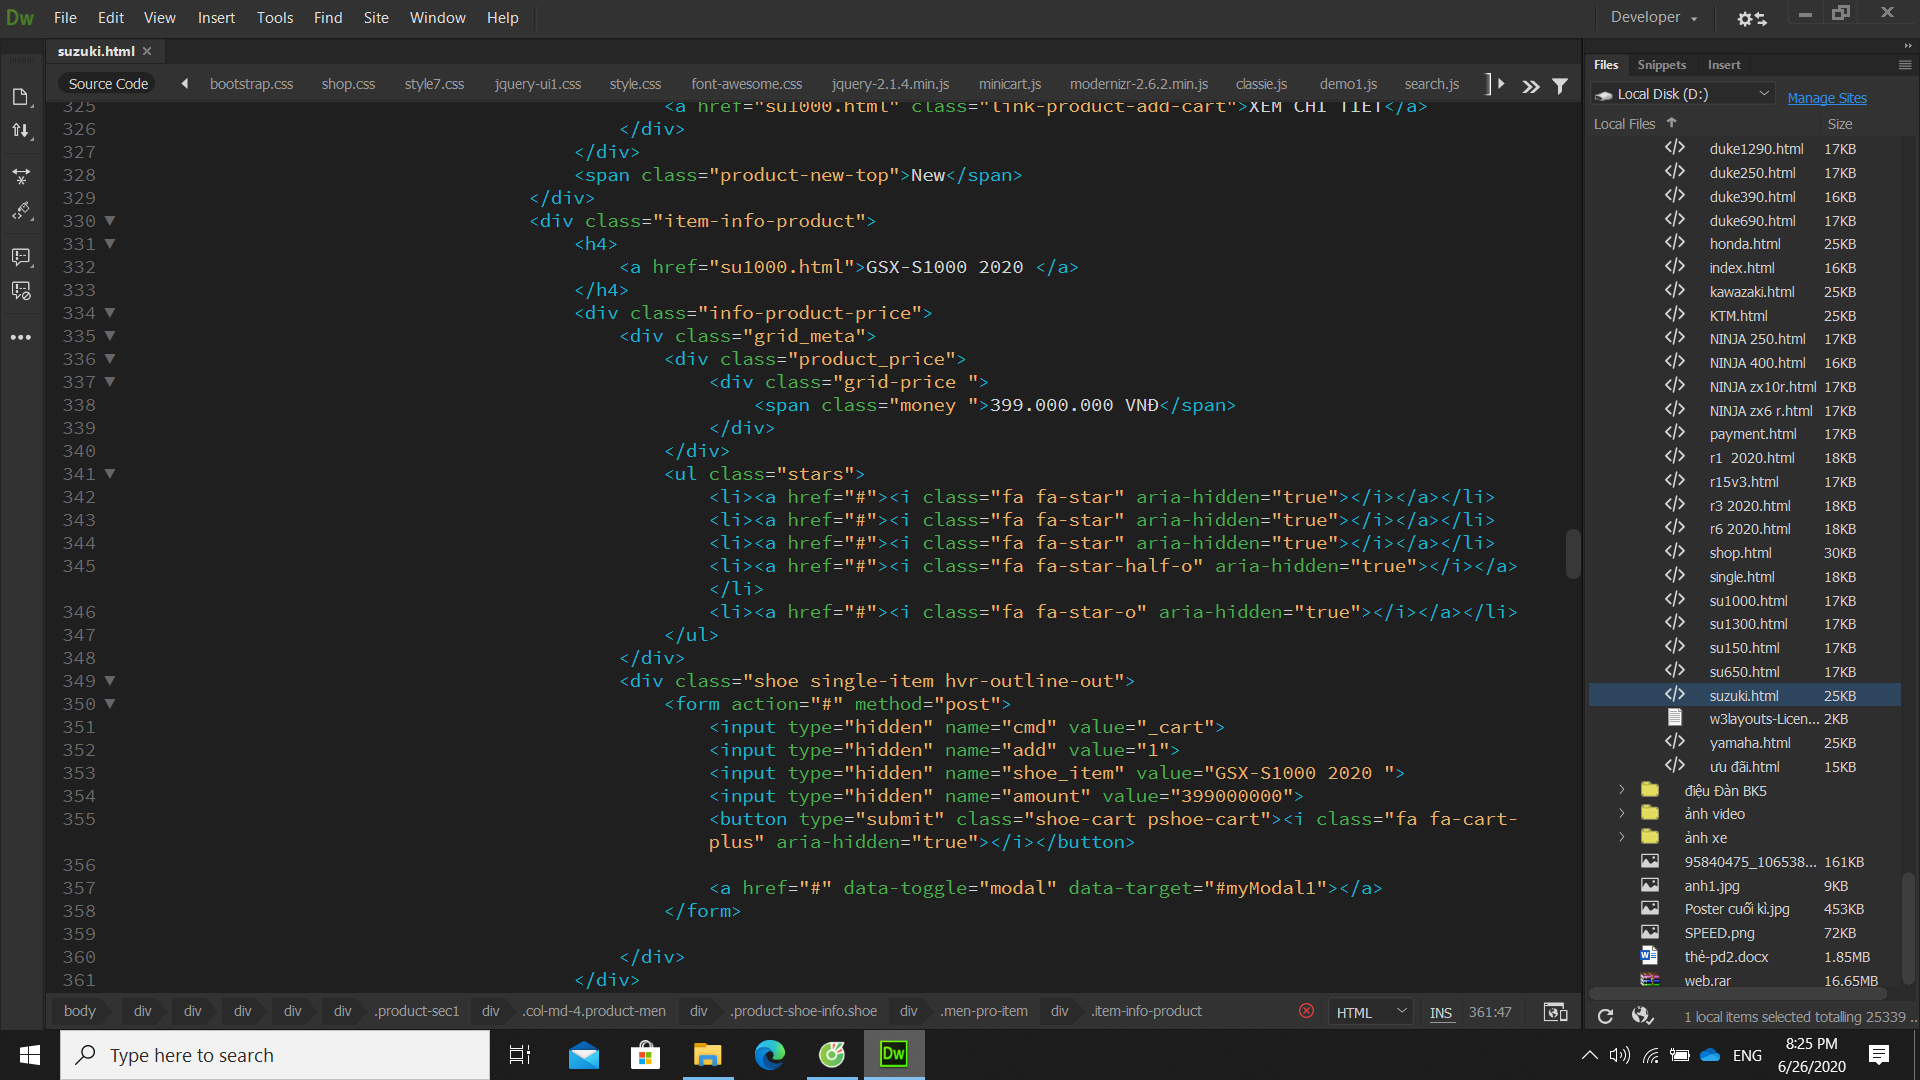 Dw File Edit View Insert Tools Find Site Window Help Developer
suzuki.html
Source Code bootstrap.css shop.css style7.css jquery-ui1.css style.css font-awesome.css jquery-2.1.4.min.js minicart.js modernizr-2.6.2.min.js classie.js demo1.js search.js
325 <a href="su1000.html" class="link-product-add-cart">XEM CHI TIẾT</a>
326 </div>
327 </div>
328 <span class="product-new-top">New</span>
329 </div>
330 <div class="item-info-product">
331 <h4>
332 <a href="su1000.html">GSX-S1000 2020 </a>
333 </h4>
334 <div class="info-product-price">
335 <div class="grid_meta">
336 <div class="product_price">
337 <div class="grid-price ">
338 <span class="money ">399.000.000 VNĐ</span>
339 </div>
340 </div>
341 <ul class="stars">
342 <li><a href="#"><i class="fa fa-star" aria-hidden="true"></i></a></li>
343 <li><a href="#"><i class="fa fa-star" aria-hidden="true"></i></a></li>
344 <li><a href="#"><i class="fa fa-star" aria-hidden="true"></i></a></li>
345 <li><a href="#"><i class="fa fa-star-half-o" aria-hidden="true"></i></a>
</li>
346 <li><a href="#"><i class="fa fa-star-o" aria-hidden="true"></i></a></li>
347 </ul>
348 </div>
349 <div class="shoe single-item hvr-outline-out">
350 <form action="#" method="post">
351 <input type="hidden" name="cmd" value="_cart">
352 <input type="hidden" name="add" value="1">
353 <input type="hidden" name="shoe_item" value="GSX-S1000 2020 ">
354 <input type="hidden" name="amount" value="399000000">
355 <button type="submit" class="shoe-cart pshoe-cart"><i class="fa fa-cart-
plus" aria-hidden="true"></i></button>
356
357 <a href="#" data-toggle="modal" data-target="#myModal1"></a>
358 </form>
359
360 </div>
361 </div>
body div div div div div .product-sec1 div .col-md-4.product-men div .product-shoe-info.shoe div .men-pro-item div .item-info-product HTML INS 361:47
Files Snippets Insert
Local Disk (D:) Manage Sites
Local Files Size
duke1290.html 17KB
duke250.html 17KB
duke390.html 16KB
duke690.html 17KB
honda.html 25KB
index.html 16KB
kawazaki.html 25KB
KTM.html 25KB
NINJA 250.html 17KB
NINJA 400.html 16KB
NINJA zx10r.html 17KB
NINJA zx6 r.html 17KB
payment.html 17KB
r1  2020.html 18KB
r15v3.html 17KB
r3 2020.html 18KB
r6 2020.html 18KB
shop.html 30KB
single.html 18KB
su1000.html 17KB
su1300.html 17KB
su150.html 17KB
su650.html 17KB
suzuki.html 25KB
w3layouts-Licen... 2KB
yamaha.html 25KB
ưu đãi.html 15KB
điệu Đàn BK5
ảnh video
ảnh xe
95840475_106538... 161KB
anh1.jpg 9KB
Poster cuối kì.jpg 453KB
SPEED.png 72KB
thẻ-pd2.docx 1.85MB
web.rar 16.65MB
1 local items selected totalling 25339 ..
Type here to search
Dw
ENG
8:25 PM
6/26/2020